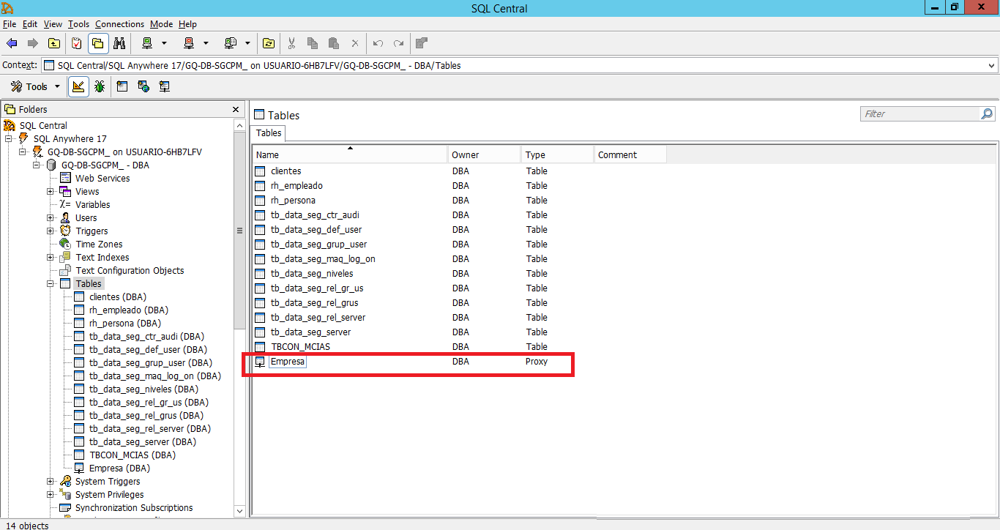 SQL Central
File Edit View Tools Connections Mode Help
Context: SQL Central/SQL Anywhere 17/GQ-DB-SGCPM_ on USUARIO-6HB7LFV/GQ-DB-SGCPM_ - DBA/Tables
Tools
Folders
SQL Central
SQL Anywhere 17
GQ-DB-SGCPM_ on USUARIO-6HB7LFV
GQ-DB-SGCPM_ - DBA
Web Services
Views
Variables
Users
Triggers
Time Zones
Text Indexes
Text Configuration Objects
Tables
clientes (DBA)
rh_empleado (DBA)
rh_persona (DBA)
tb_data_seg_ctr_audi (DBA)
tb_data_seg_def_user (DBA)
tb_data_seg_grup_user (DBA)
tb_data_seg_maq_log_on (DBA)
tb_data_seg_niveles (DBA)
tb_data_seg_rel_gr_us (DBA)
tb_data_seg_rel_grus (DBA)
tb_data_seg_rel_server (DBA)
tb_data_seg_server (DBA)
TBCON_MCIAS (DBA)
Empresa (DBA)
System Triggers
System Privileges
Synchronization Subscriptions
Tables
Filter
Tables
Name Owner Type Comment
clientes DBA Table
rh_empleado DBA Table
rh_persona DBA Table
tb_data_seg_ctr_audi DBA Table
tb_data_seg_def_user DBA Table
tb_data_seg_grup_user DBA Table
tb_data_seg_maq_log_on DBA Table
tb_data_seg_niveles DBA Table
tb_data_seg_rel_gr_us DBA Table
tb_data_seg_rel_grus DBA Table
tb_data_seg_rel_server DBA Table
tb_data_seg_server DBA Table
TBCON_MCIAS DBA Table
Empresa DBA Proxy
14 objects